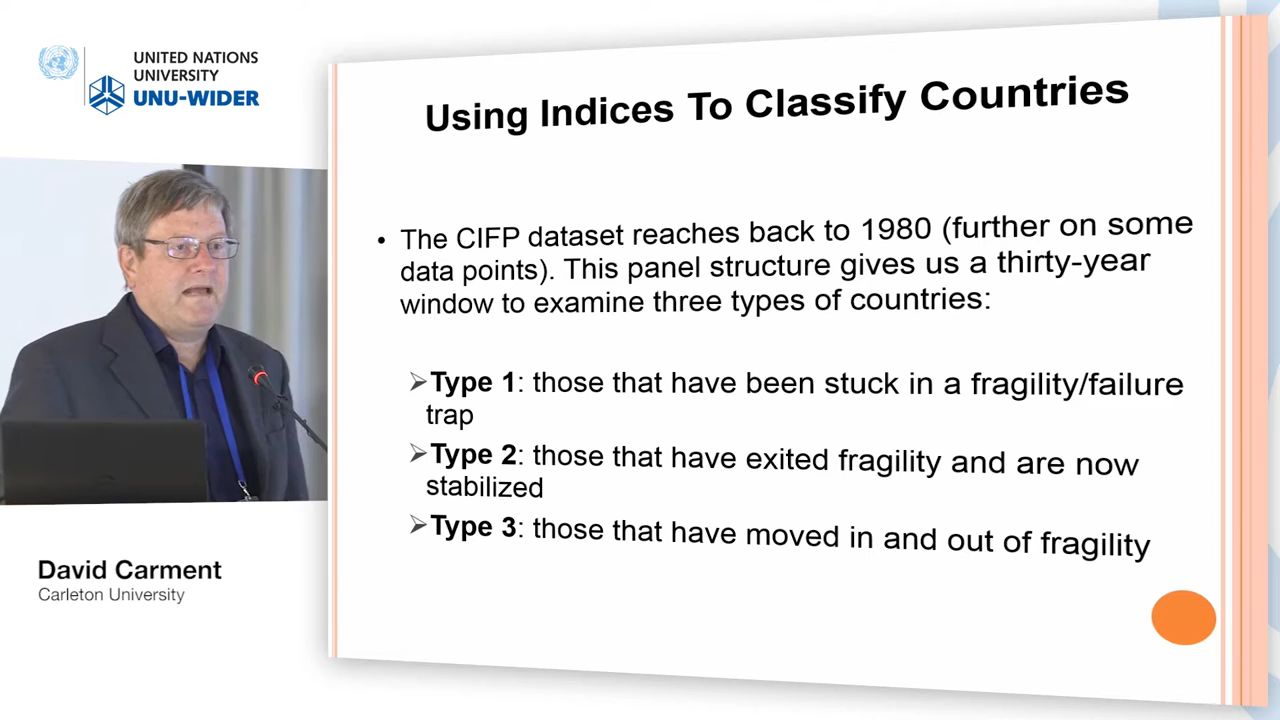 UNITED NATIONS
UNIVERSITY
UNU-WIDER
Using Indices To Classify Countries
• The CIFP dataset reaches back to 1980 (further on some
data points). This panel structure gives us a thirty-year
window to examine three types of countries:
➢Type 1: those that have been stuck in a fragility/failure
trap
➢Type 2: those that have exited fragility and are now
stabilized
➢Type 3: those that have moved in and out of fragility
David Carment
Carleton University